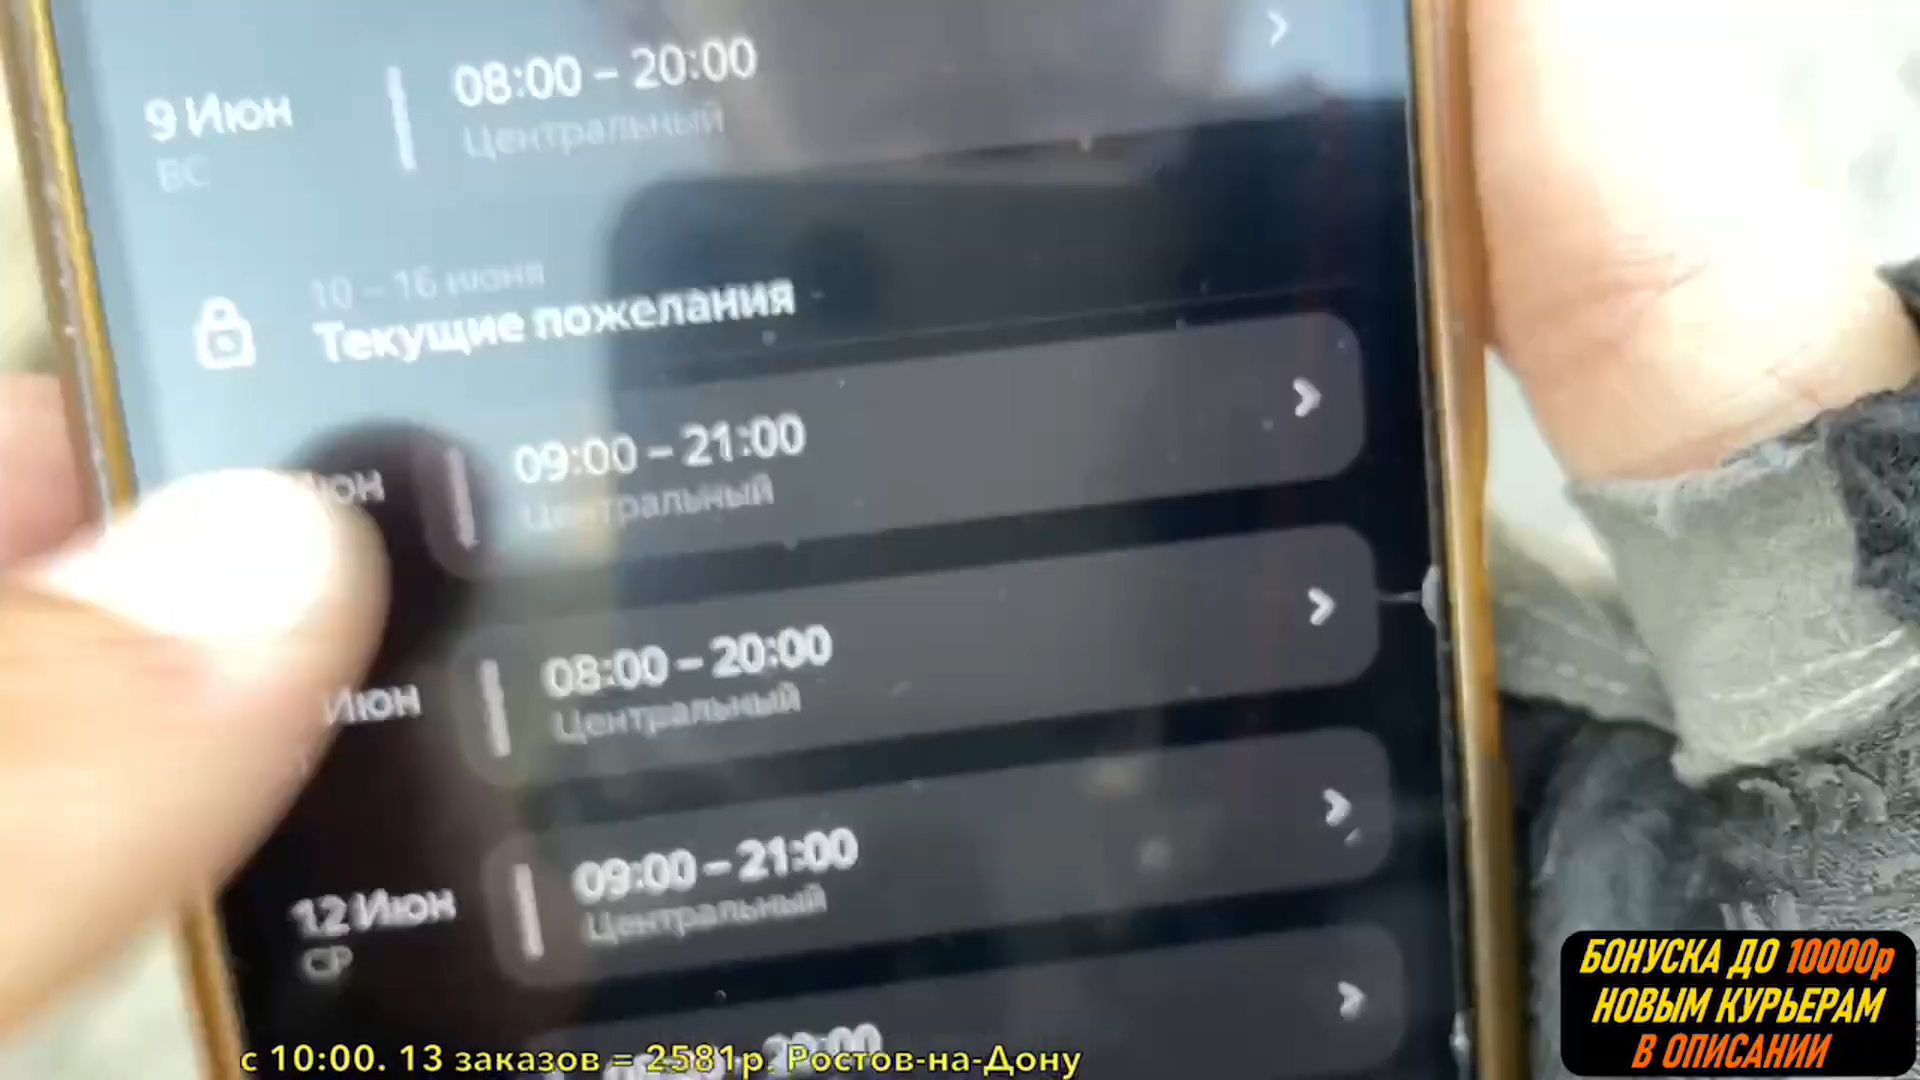 08:00 – 20:00
9 Июн
Центральный
ВС
10 – 16 июня
Текущие пожелания
09:00 – 21:00
Центральный
08:00 – 20:00
Июн
Центральный
09:00 – 21:00
12 Июн
Центральный
СР
с 10:00. 13 заказов = 2581р. Ростов-на-Дону
БОНУСКА ДО 10000р
НОВЫМ КУРЬЕРАМ
В ОПИСАНИИ